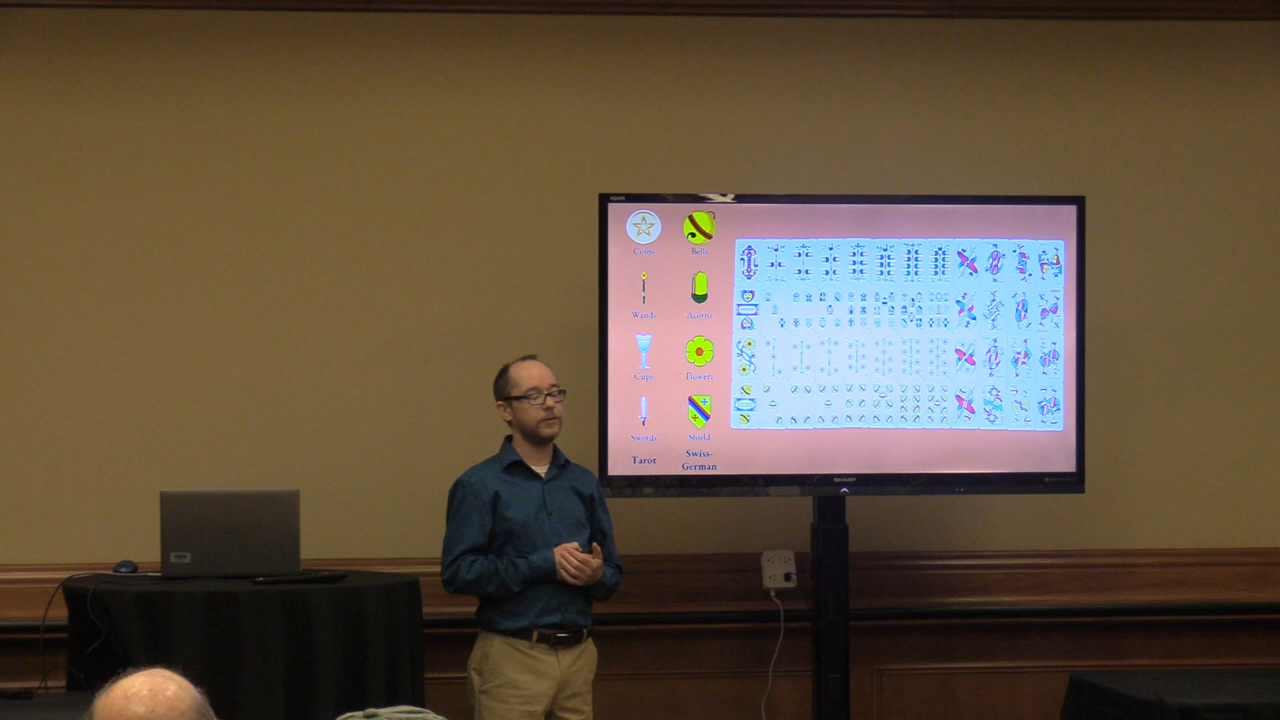 Coins Bells
Wands Acorns
Cups Flowers
Swords Shield
Tarot Swiss-
German
SHARP